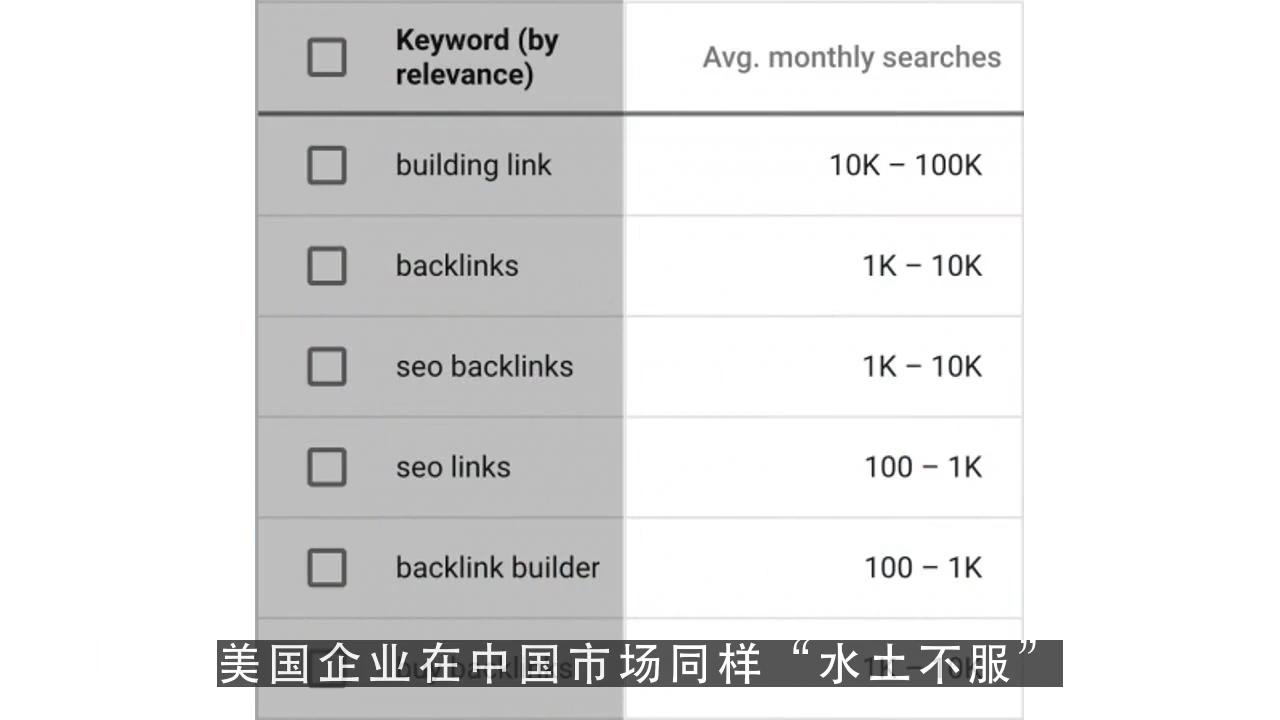 Keyword (by
relevance)
Avg. monthly searches
building link
10K – 100K
backlinks
1K – 10K
seo backlinks
1K – 10K
seo links
100 – 1K
backlink builder
100 – 1K
美国企业在中国市场同样“水土不服”